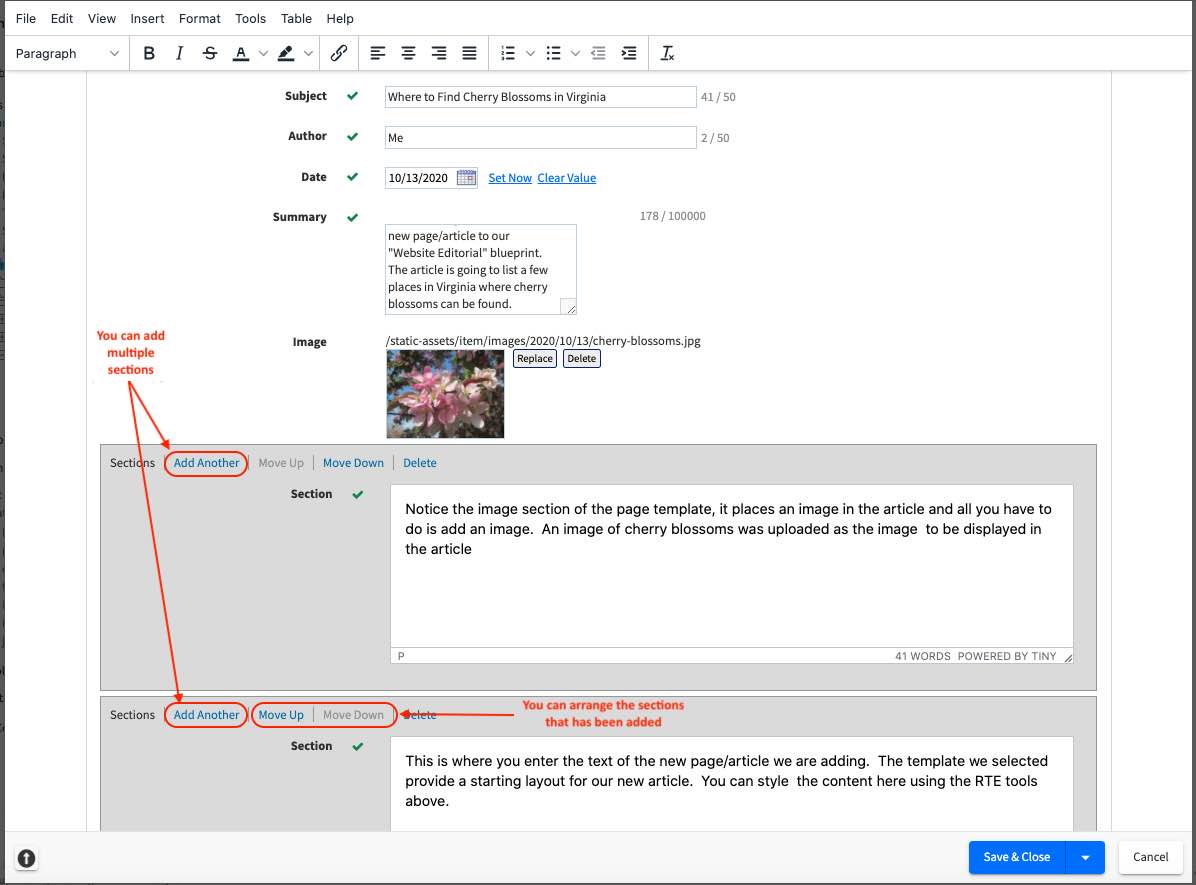 File Edit View Insert Format Tools Table Help
Paragraph B I S A
Subject Where to Find Cherry Blossoms in Virginia 41 / 50
Author Me 2 / 50
Date 10/13/2020 Set Now Clear Value
Summary 178 / 100000
new page/article to our
"Website Editorial" blueprint.
The article is going to list a few
places in Virginia where cherry
blossoms can be found.
You can add
multiple
sections
Image /static-assets/item/images/2020/10/13/cherry-blossoms.jpg
Replace Delete
Sections Add Another Move Up Move Down Delete
Section
Notice the image section of the page template, it places an image in the article and all you have to
do is add an image.  An image of cherry blossoms was uploaded as the image  to be displayed in
the article
P 41 WORDS POWERED BY TINY
Sections Add Another Move Up Move Down Delete
You can arrange the sections
that has been added
Section
This is where you enter the text of the new page/article we are adding.  The template we selected
provide a starting layout for our new article.  You can style  the content here using the RTE tools
above.
Save & Close Cancel